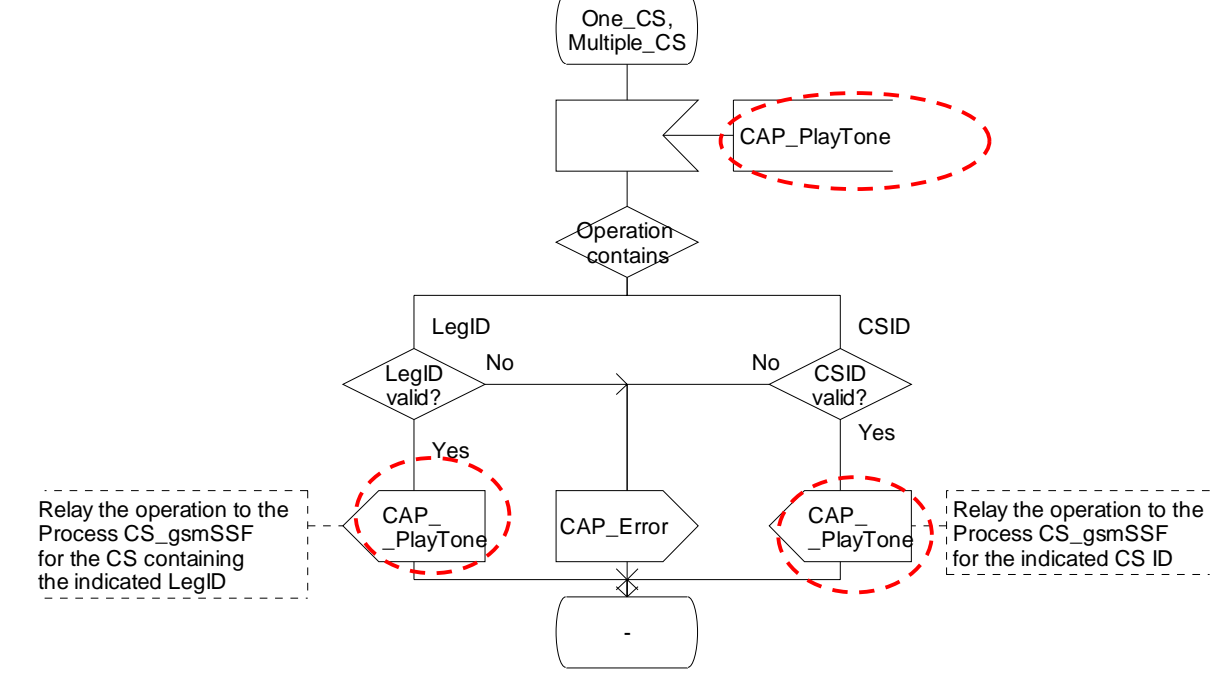 One_CS,
Multiple_CS
CAP_PlayTone
Operation
contains
LegID
CSID
LegID
valid?
No
No
CSID
valid?
Yes
Yes
Relay the operation to the
Process CS_gsmSSF
for the CS containing
the indicated LegID
CAP_
_PlayTone
CAP_Error
CAP_
_PlayTone
Relay the operation to the
Process CS_gsmSSF
for the indicated CS ID
-